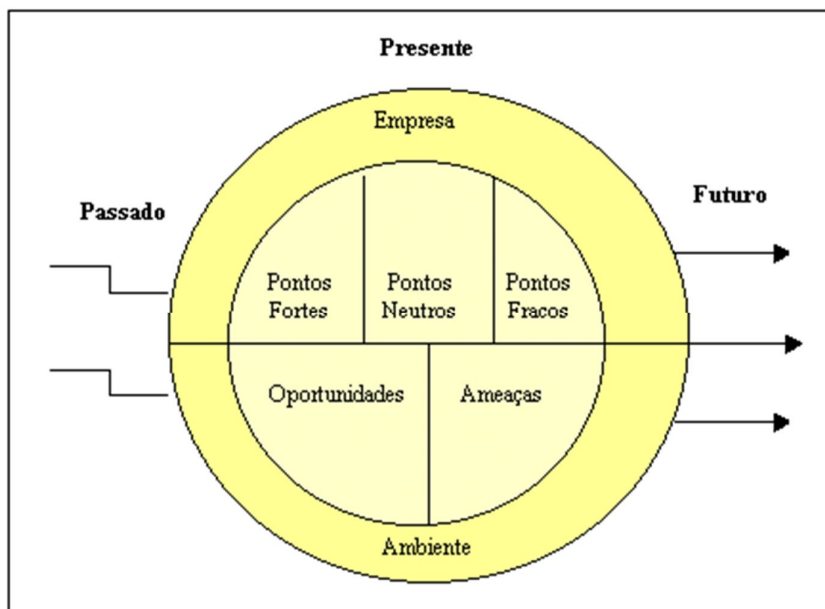 Presente
Empresa
Passado
Futuro
Pontos
Fortes
Pontos
Neutros
Pontos
Fracos
Oportunidades
Ameaças
Ambiente